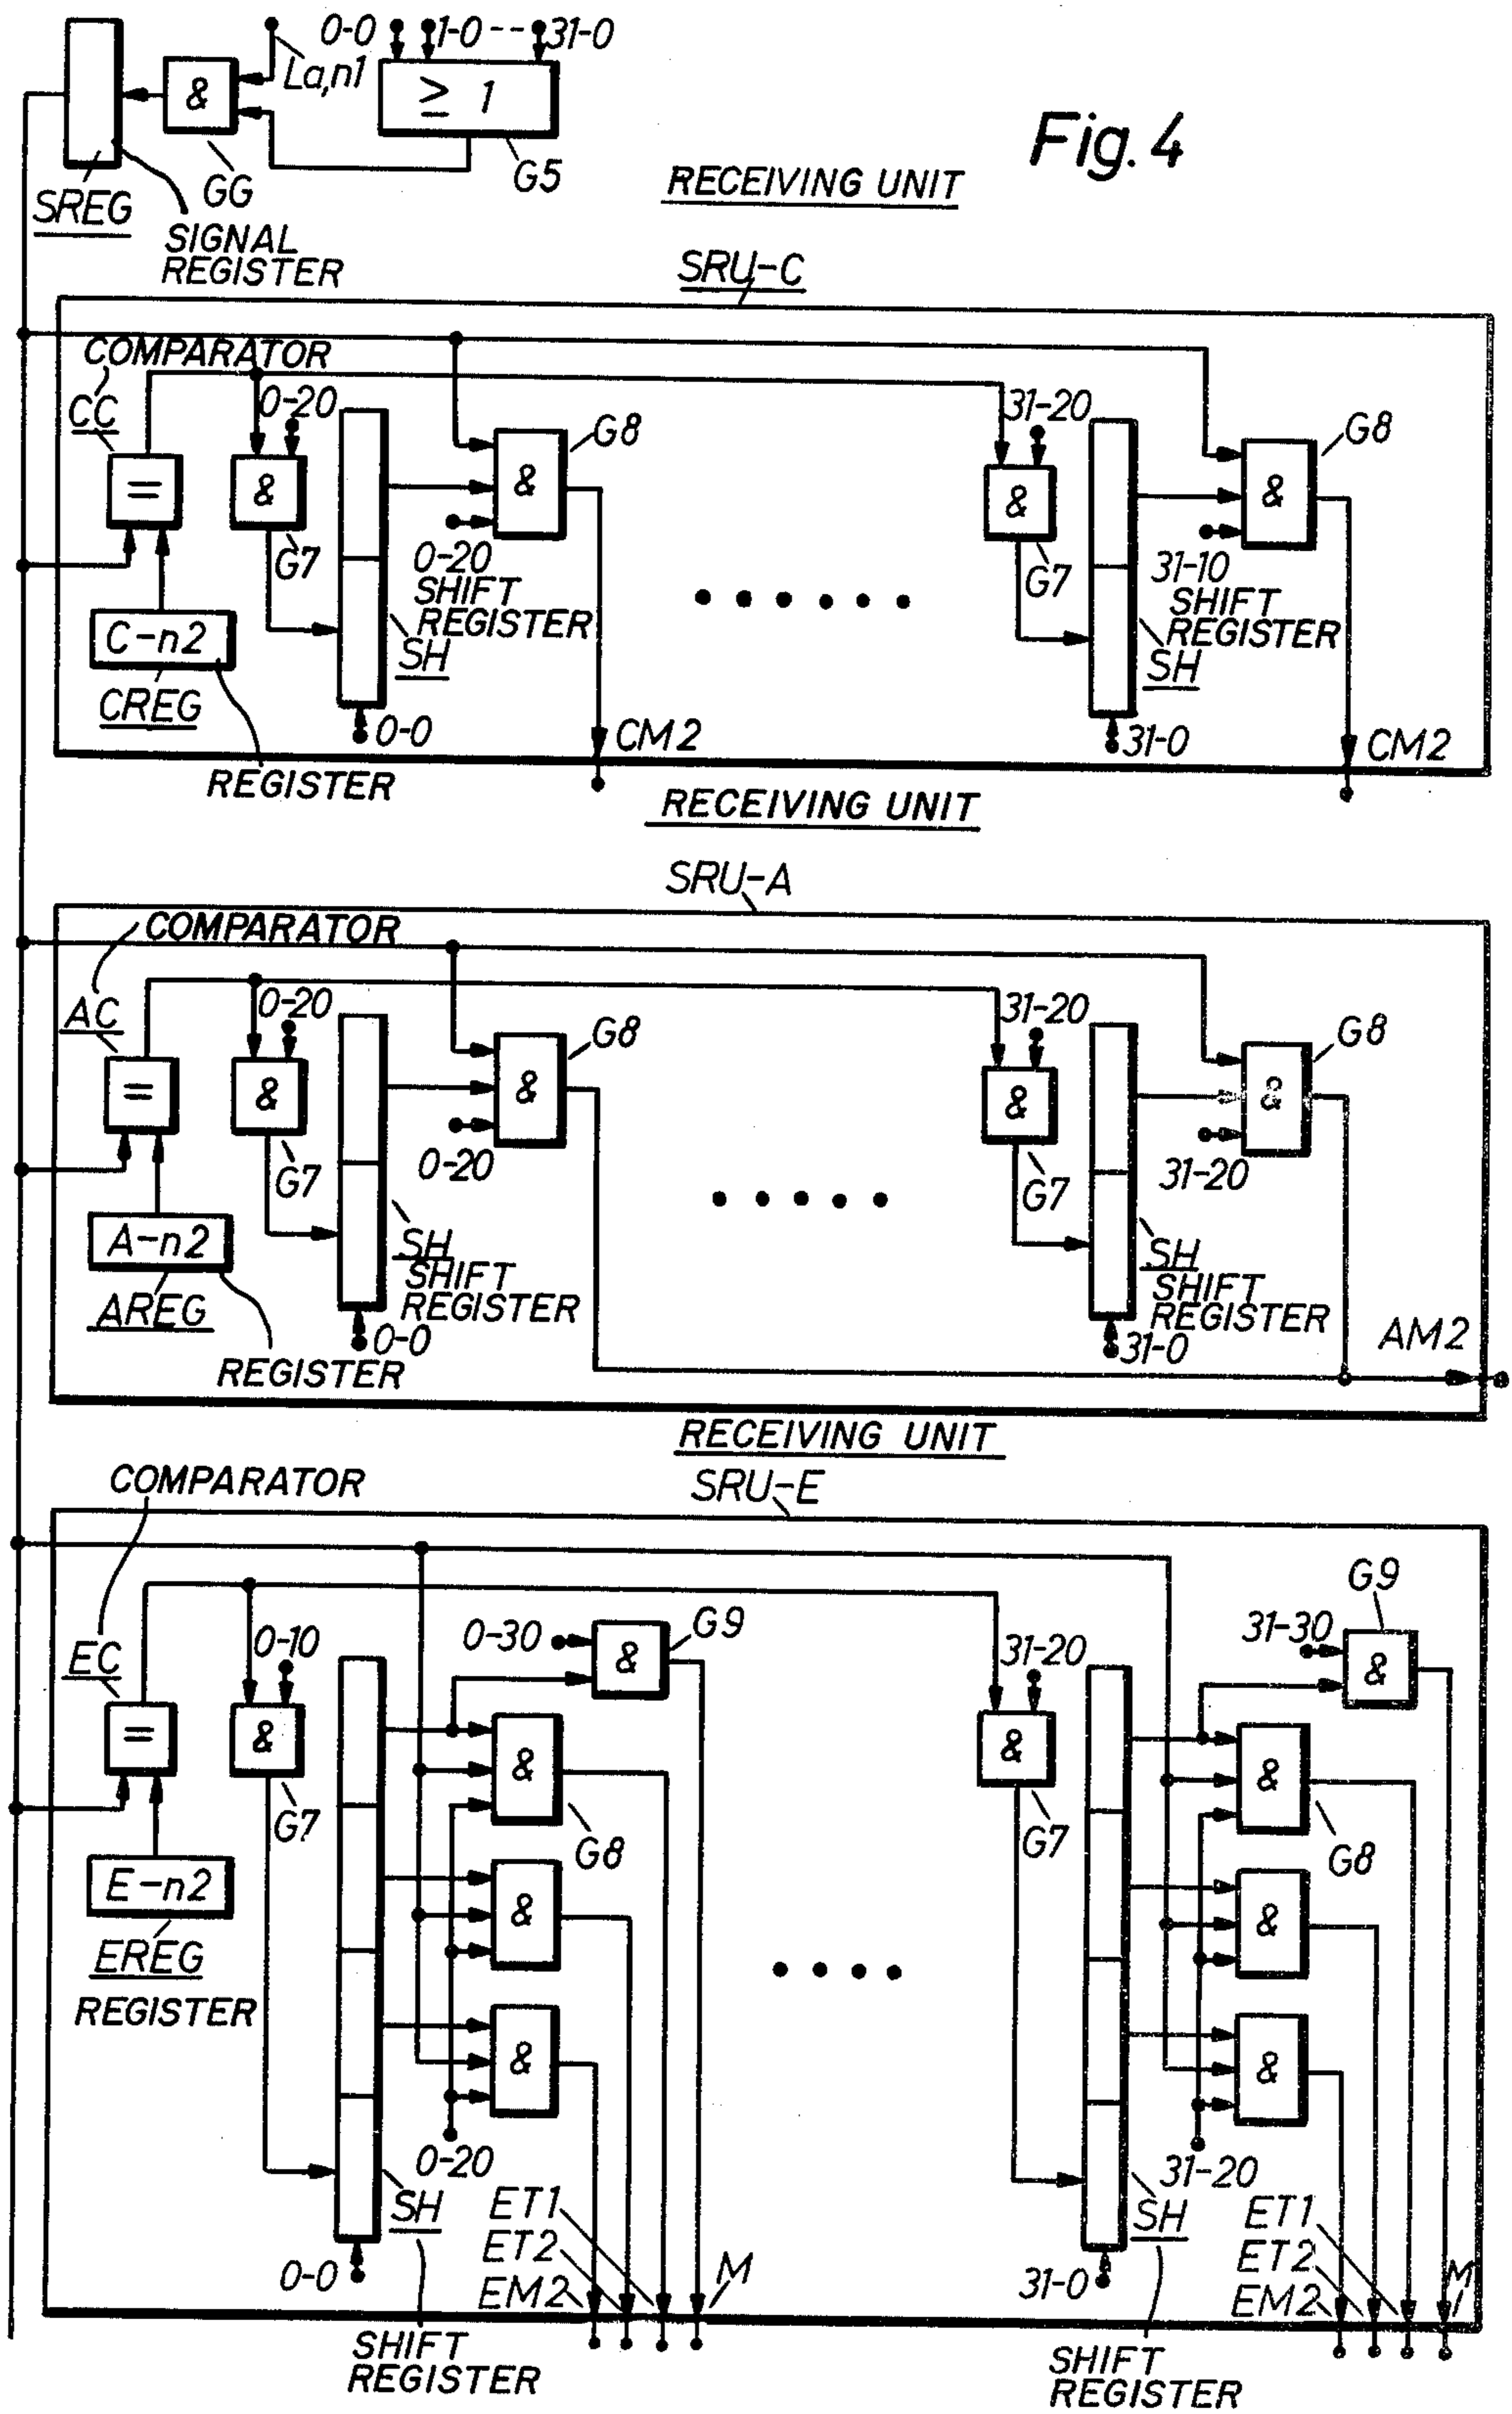 0-0 1-0 -- 31-0
La,n1
& ≥ 1
Fig. 4
SREG GG G5
RECEIVING UNIT
SIGNAL
REGISTER
SRU-C
COMPARATOR
CC 0-20 G8 31-20 G8
= & & & &
G7 0-20 G7 31-10
SHIFT
REGISTER
SHIFT
REGISTER
C-n2 SH SH
CREG
0-0 CM2 31-0 CM2
REGISTER
RECEIVING UNIT
SRU-A
COMPARATOR
AC 0-20 G8 31-20 G8
= & & & &
G7 0-20 G7 31-20
A-n2 SH SH
SHIFT
REGISTER
SHIFT
REGISTER
AREG
0-0 31-0 AM2
REGISTER
RECEIVING UNIT
COMPARATOR
SRU-E
EC 0-10 0-30 & G9 31-20 31-30 & G9
= & & & &
G7 G8 G7 G8
E-n2 & &
EREG
REGISTER
& &
0-20 31-20
SH SH
ET1 ET1
ET2 ET2
0-0 EM2 M 31-0 EM2 M
SHIFT
REGISTER
SHIFT
REGISTER